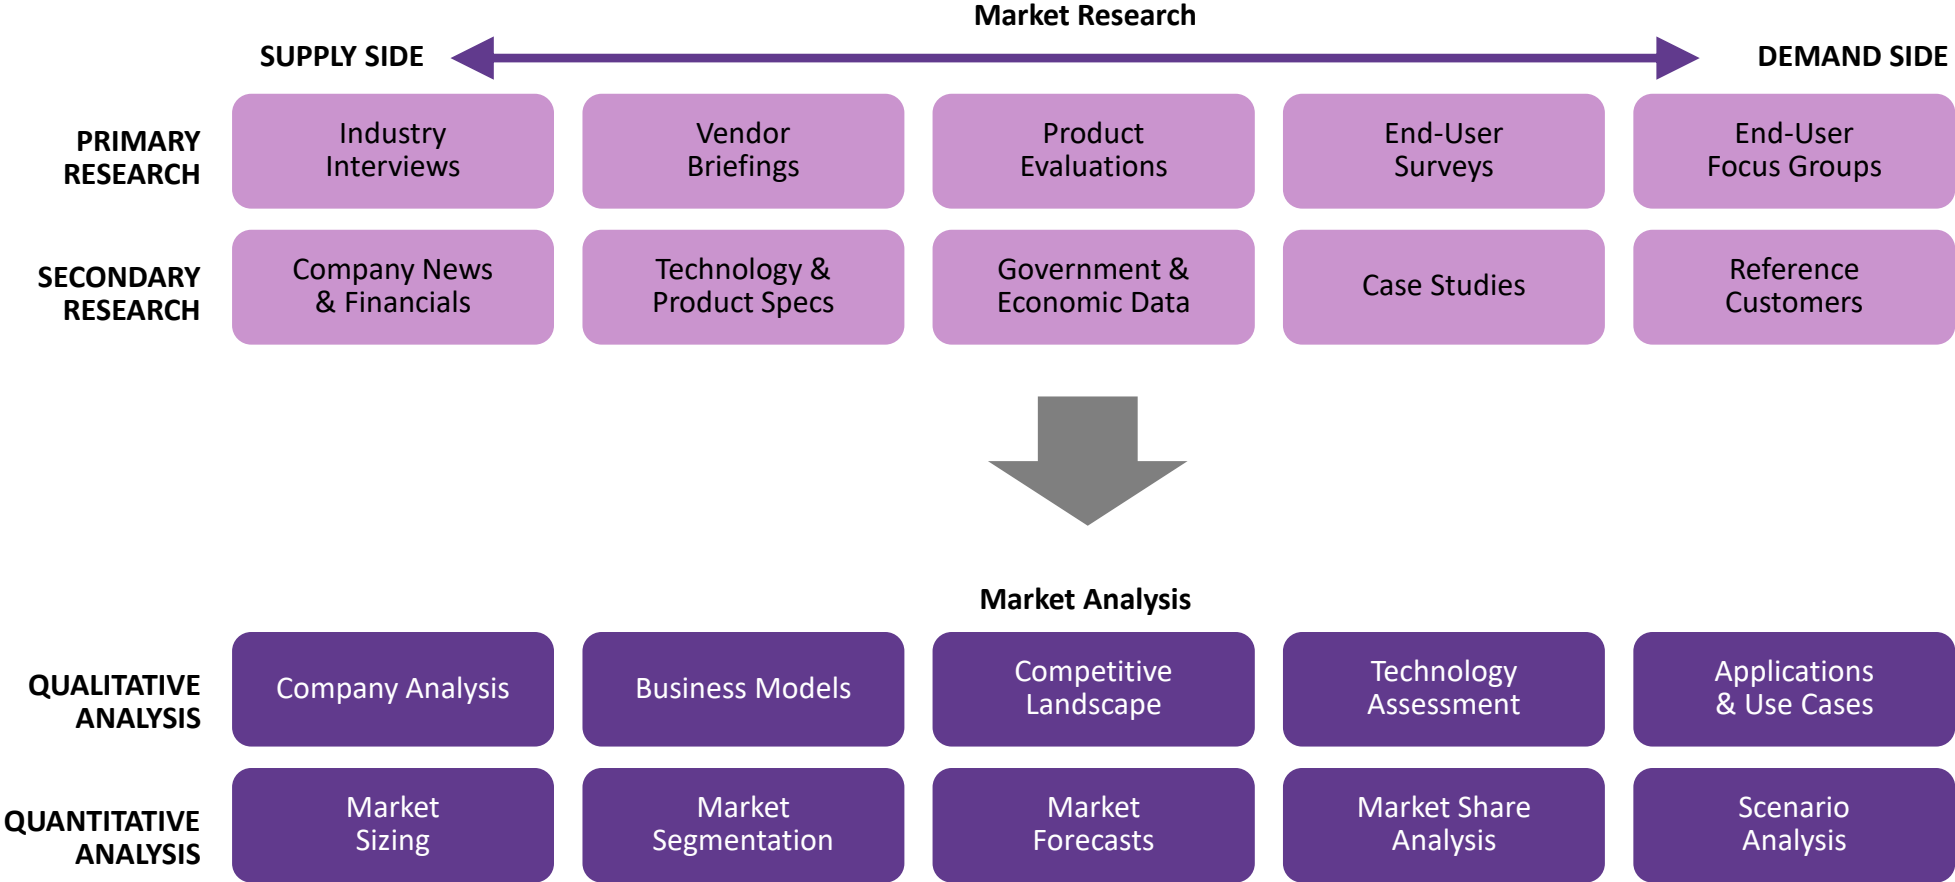 Market Research
SUPPLY SIDE
DEMAND SIDE
PRIMARY
RESEARCH
Industry
Interviews
Vendor
Briefings
Product
Evaluations
End-User
Surveys
End-User
Focus Groups
SECONDARY
RESEARCH
Company News
& Financials
Technology &
Product Specs
Government &
Economic Data
Case Studies
Reference
Customers
Market Analysis
QUALITATIVE
ANALYSIS
Company Analysis
Business Models
Competitive
Landscape
Technology
Assessment
Applications
& Use Cases
QUANTITATIVE
ANALYSIS
Market
Sizing
Market
Segmentation
Market
Forecasts
Market Share
Analysis
Scenario
Analysis